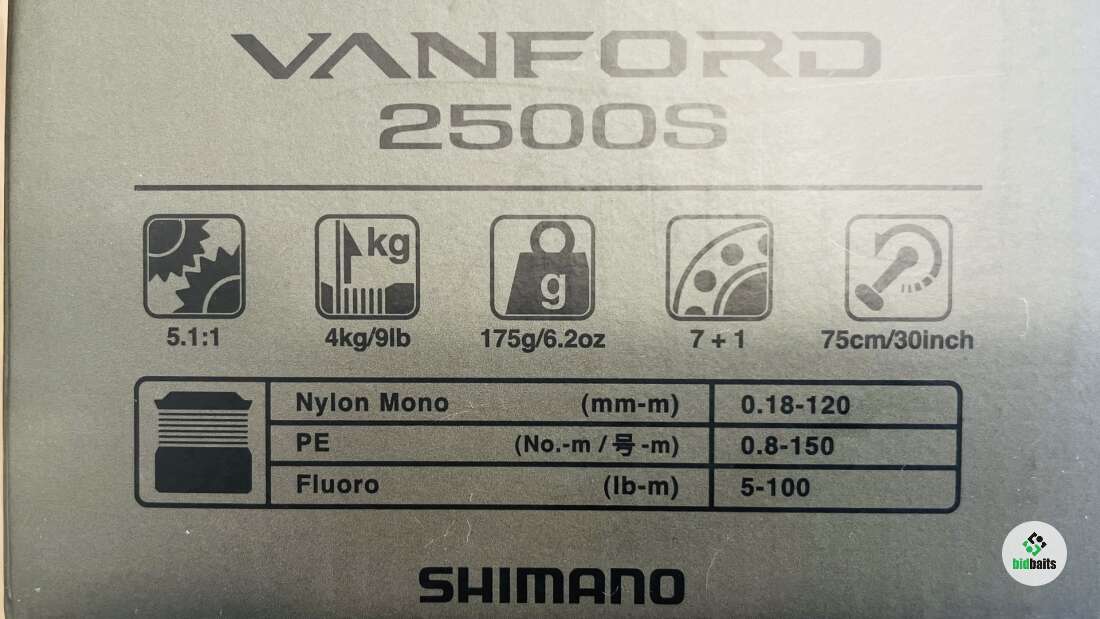 VANFORD
2500S
kg
g
5.1:1 4kg/9lb 175g/6.2oz 7 + 1 75cm/30inch
Nylon Mono (mm-m) 0.18-120
PE (No.-m / 号 -m) 0.8-150
Fluoro (lb-m) 5-100
SHIMANO
bidbaits